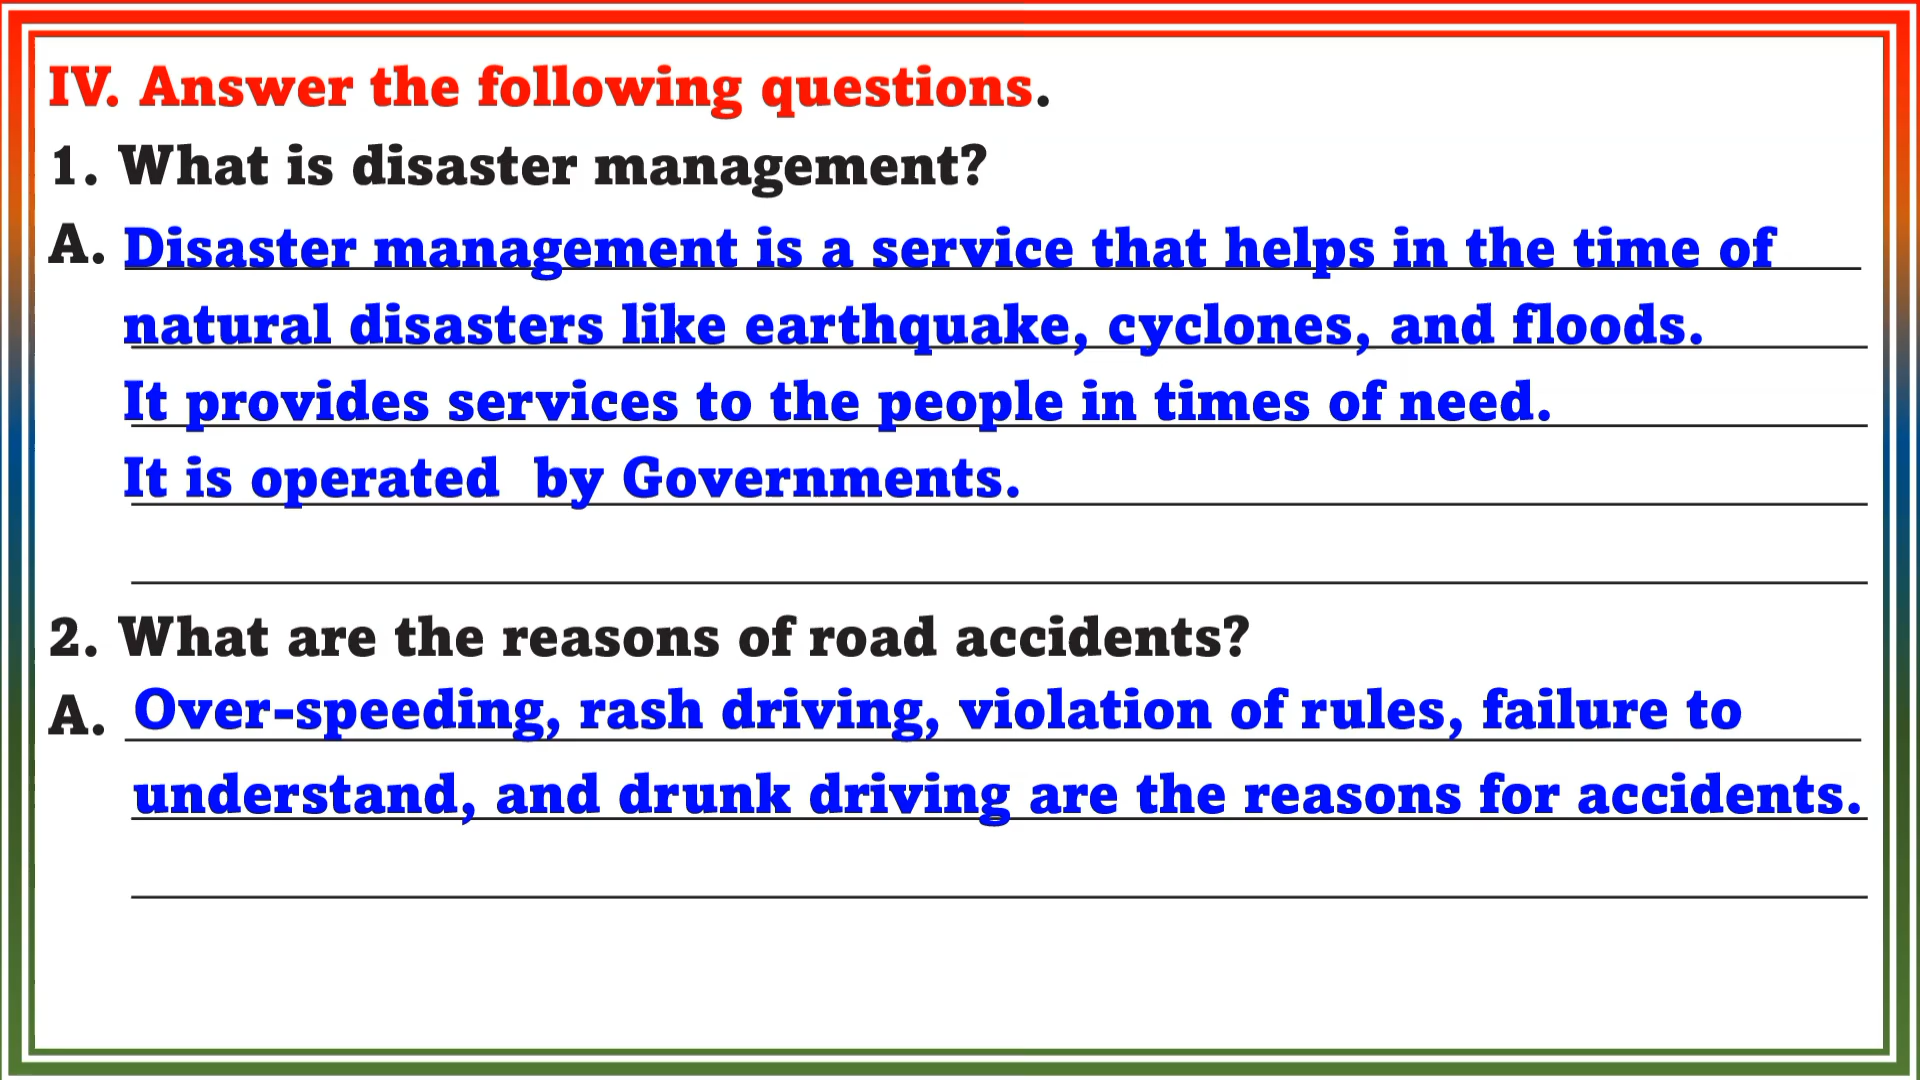 IV. Answer the following questions.
1. What is disaster management?
A. Disaster management is a service that helps in the time of
natural disasters like earthquake, cyclones, and floods.
It provides services to the people in times of need.
It is operated  by Governments.
2. What are the reasons of road accidents?
A. Over-speeding, rash driving, violation of rules, failure to
understand, and drunk driving are the reasons for accidents.